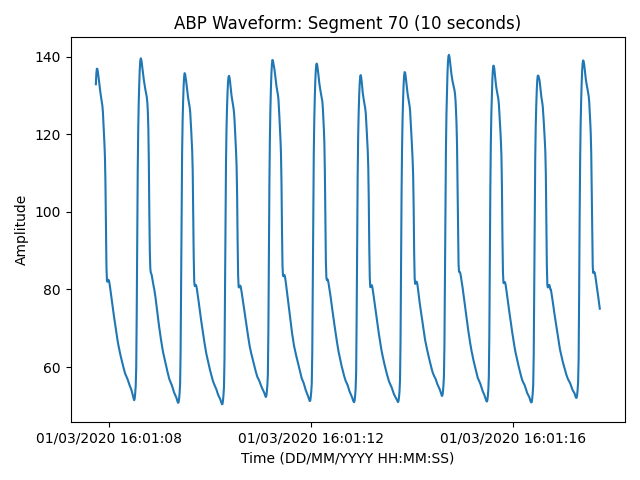 ABP Waveform: Segment 70 (10 seconds)
140
120
100
80
60
Amplitude
01/03/2020 16:01:08
01/03/2020 16:01:12
01/03/2020 16:01:16
Time (DD/MM/YYYY HH:MM:SS)